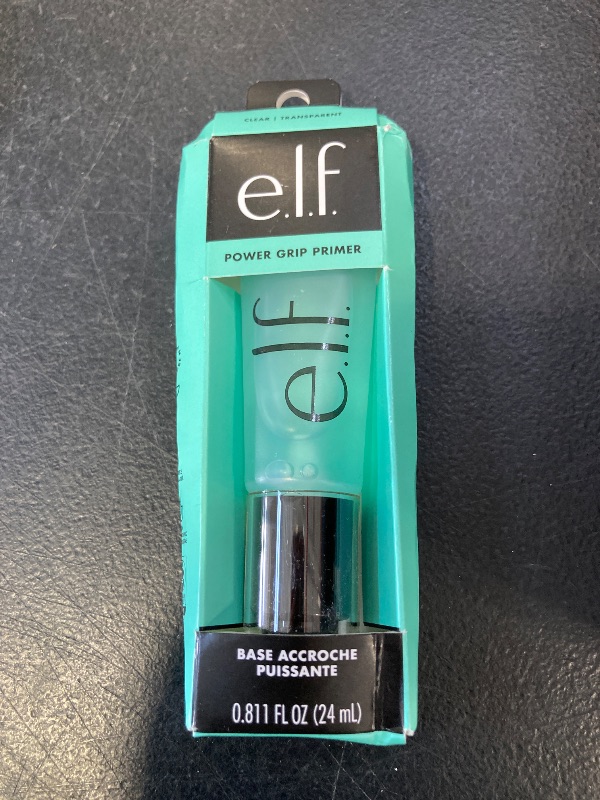 CLEAR / TRANSPARENT
e.l.f.
POWER GRIP PRIMER
e.l.f.
BASE ACCROCHE
PUISSANTE
0.811 FL OZ (24 mL)